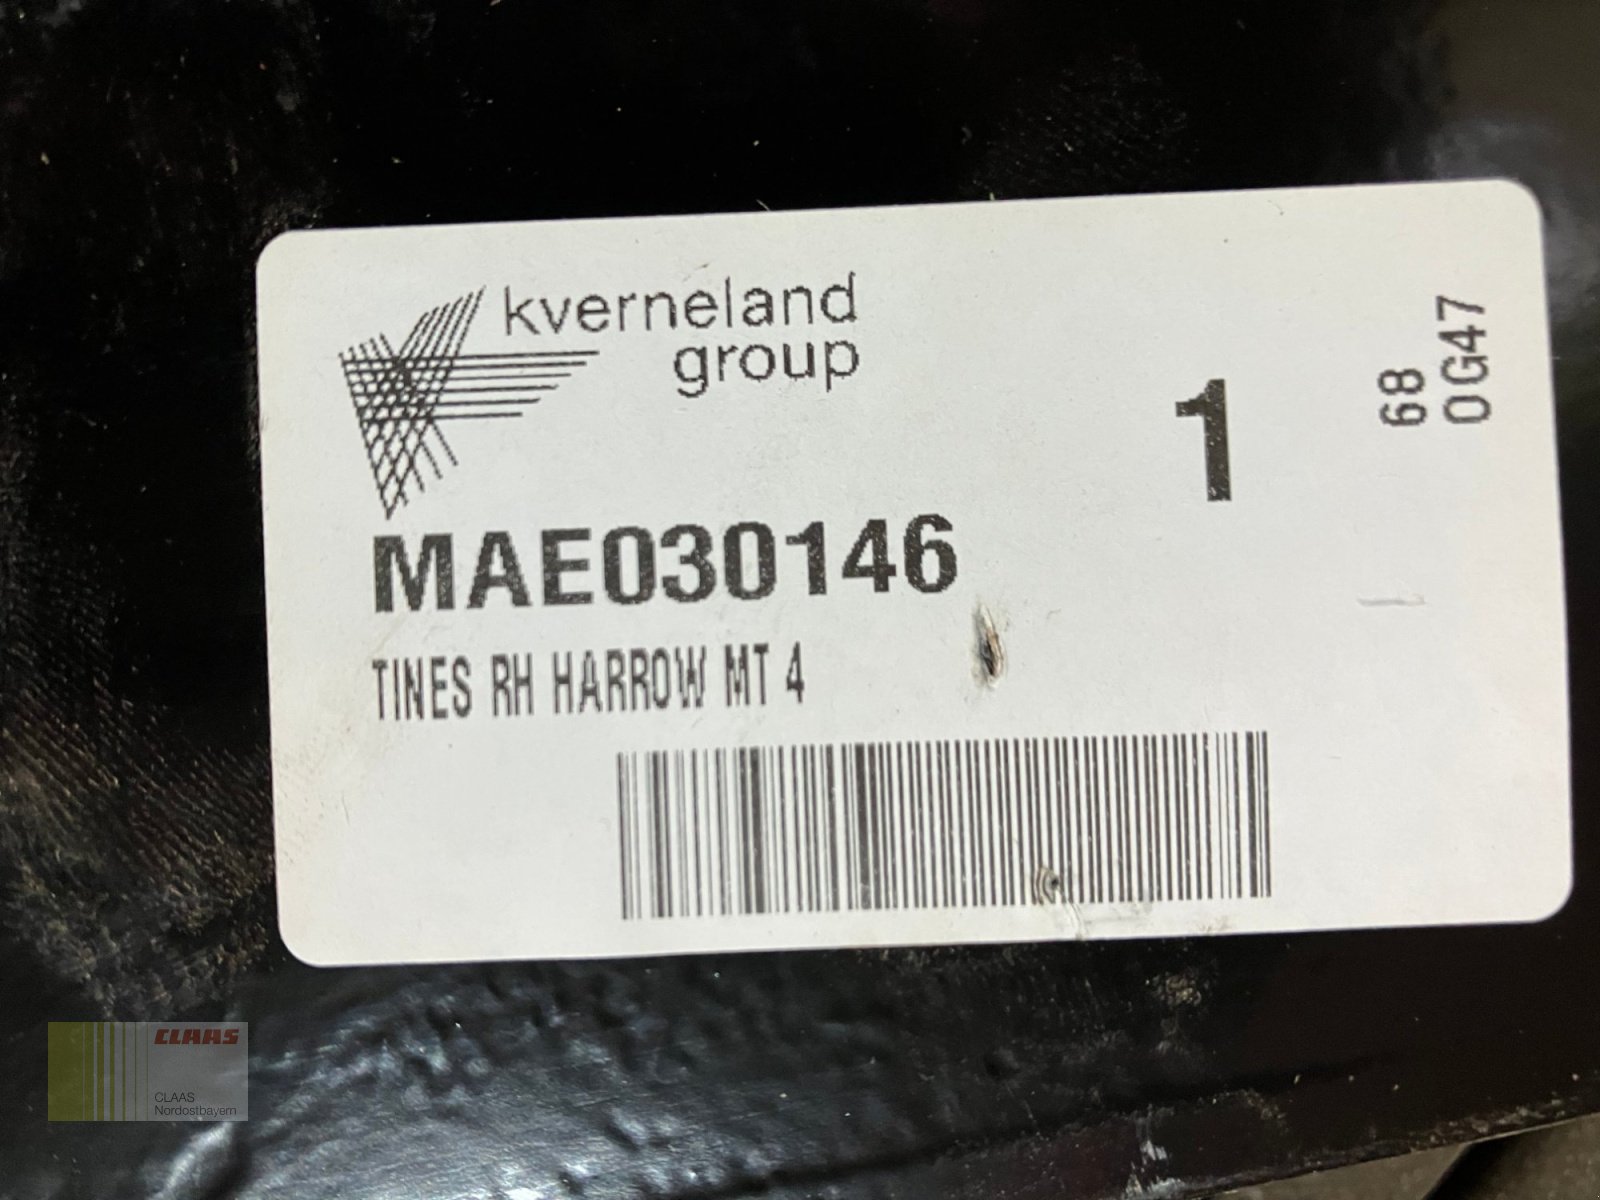 kverneland
group
1
68
0G47
MAE030146
TINES RH HARROW MT 4
CLAAS
CLAAS
Nordostbayern